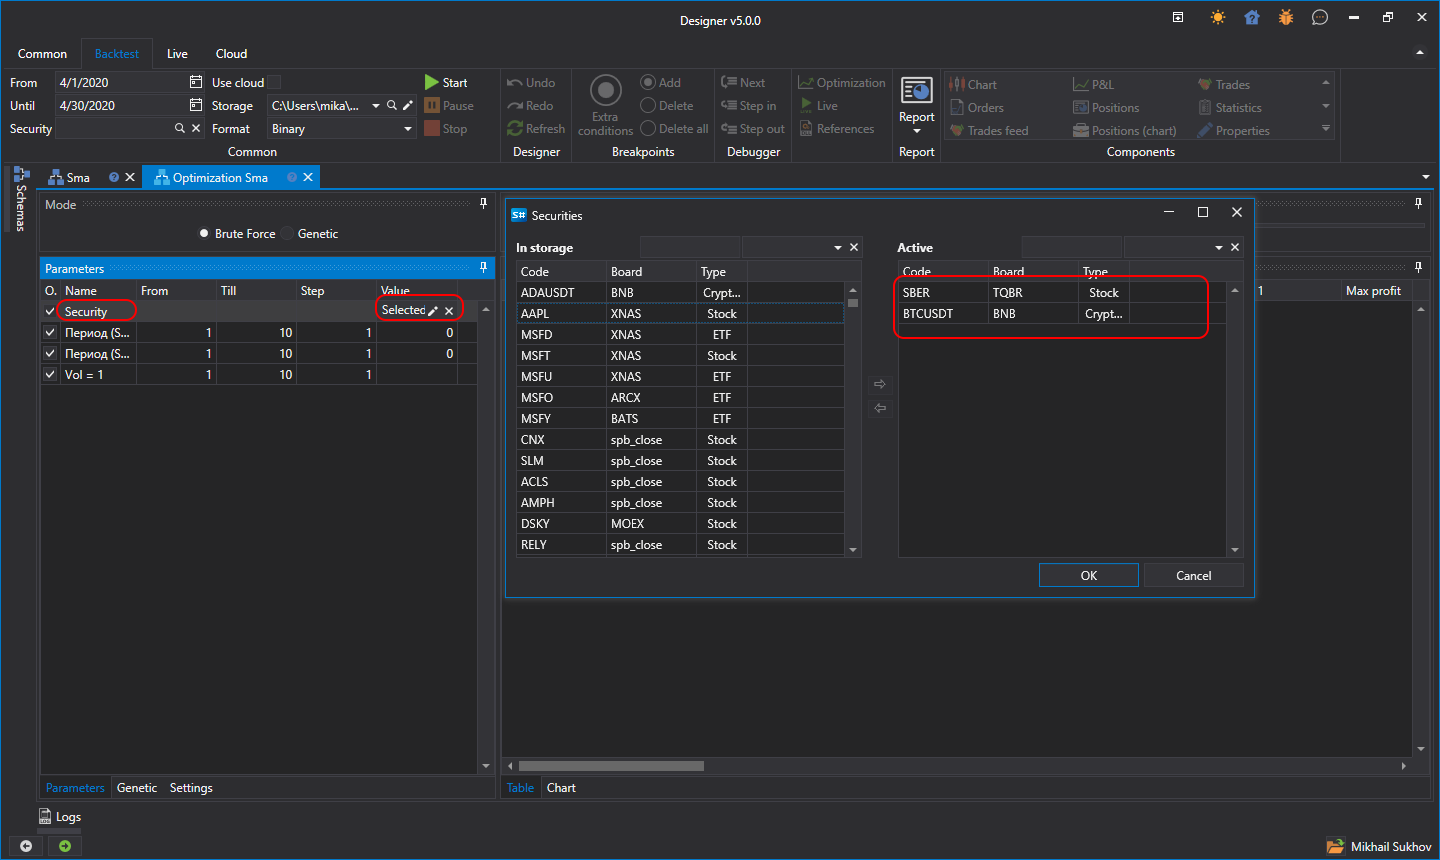 Designer v5.0.0
Common Backtest Live Cloud
From 4/1/2020 Use cloud Start Undo Add Next Optimization Chart P&L Trades
Until 4/30/2020 Storage C:\Users\mika\... Pause Redo Delete Step in Live Orders Positions Statistics
Security Format Binary Stop Refresh Extra conditions Delete all Step out References Report Trades feed Positions (chart) Properties
Common Designer Breakpoints Debugger Report Components
Schemas
Sma Optimization Sma
Mode
Brute Force Genetic
Parameters
O. Name From Till Step Value
Security Selected
Период (S... 1 10 1 0
Период (S... 1 10 1 0
Vol = 1 1 10 1
S# Securities
In storage
Code Board Type
ADAUSDT BNB Crypt...
AAPL XNAS Stock
MSFD XNAS ETF
MSFT XNAS Stock
MSFU XNAS ETF
MSFO ARCX ETF
MSFY BATS ETF
CNX spb_close Stock
SLM spb_close Stock
ACLS spb_close Stock
AMPH spb_close Stock
DSKY MOEX Stock
RELY spb_close Stock
Active
Code Board Type
SBER TQBR Stock
BTCUSDT BNB Crypt...
OK Cancel
1 Max profit
Parameters Genetic Settings
Table Chart
Logs
Mikhail Sukhov